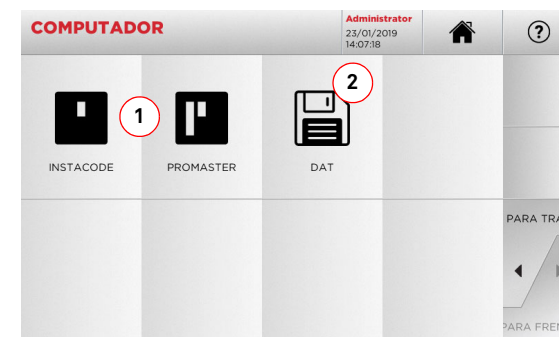 COMPUTADOR
Administrator
23/01/2019
14:07:18
?
1
2
INSTACODE
PROMASTER
DAT
PARA TRA
PARA FREN